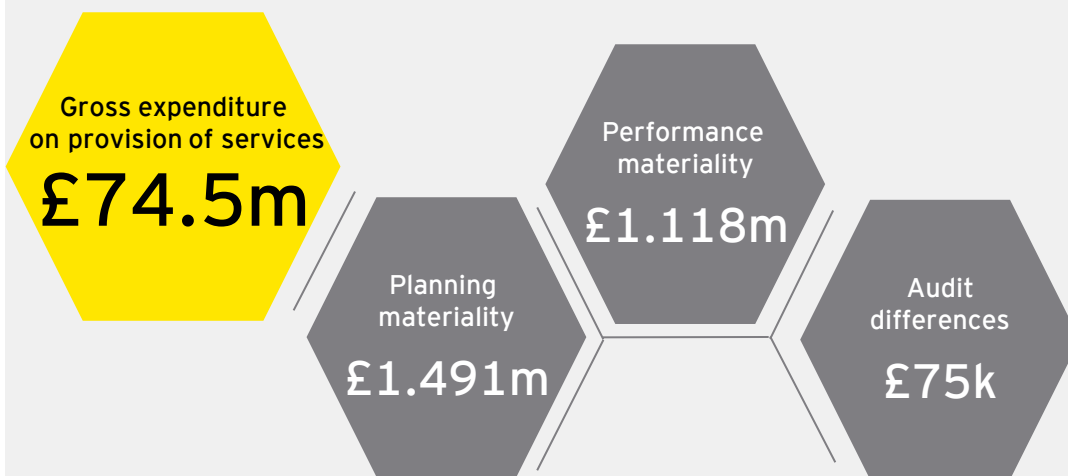 Gross expenditure
on provision of services
£74.5m
Planning
materiality
£1.491m
Performance
materiality
£1.118m
Audit
differences
£75k